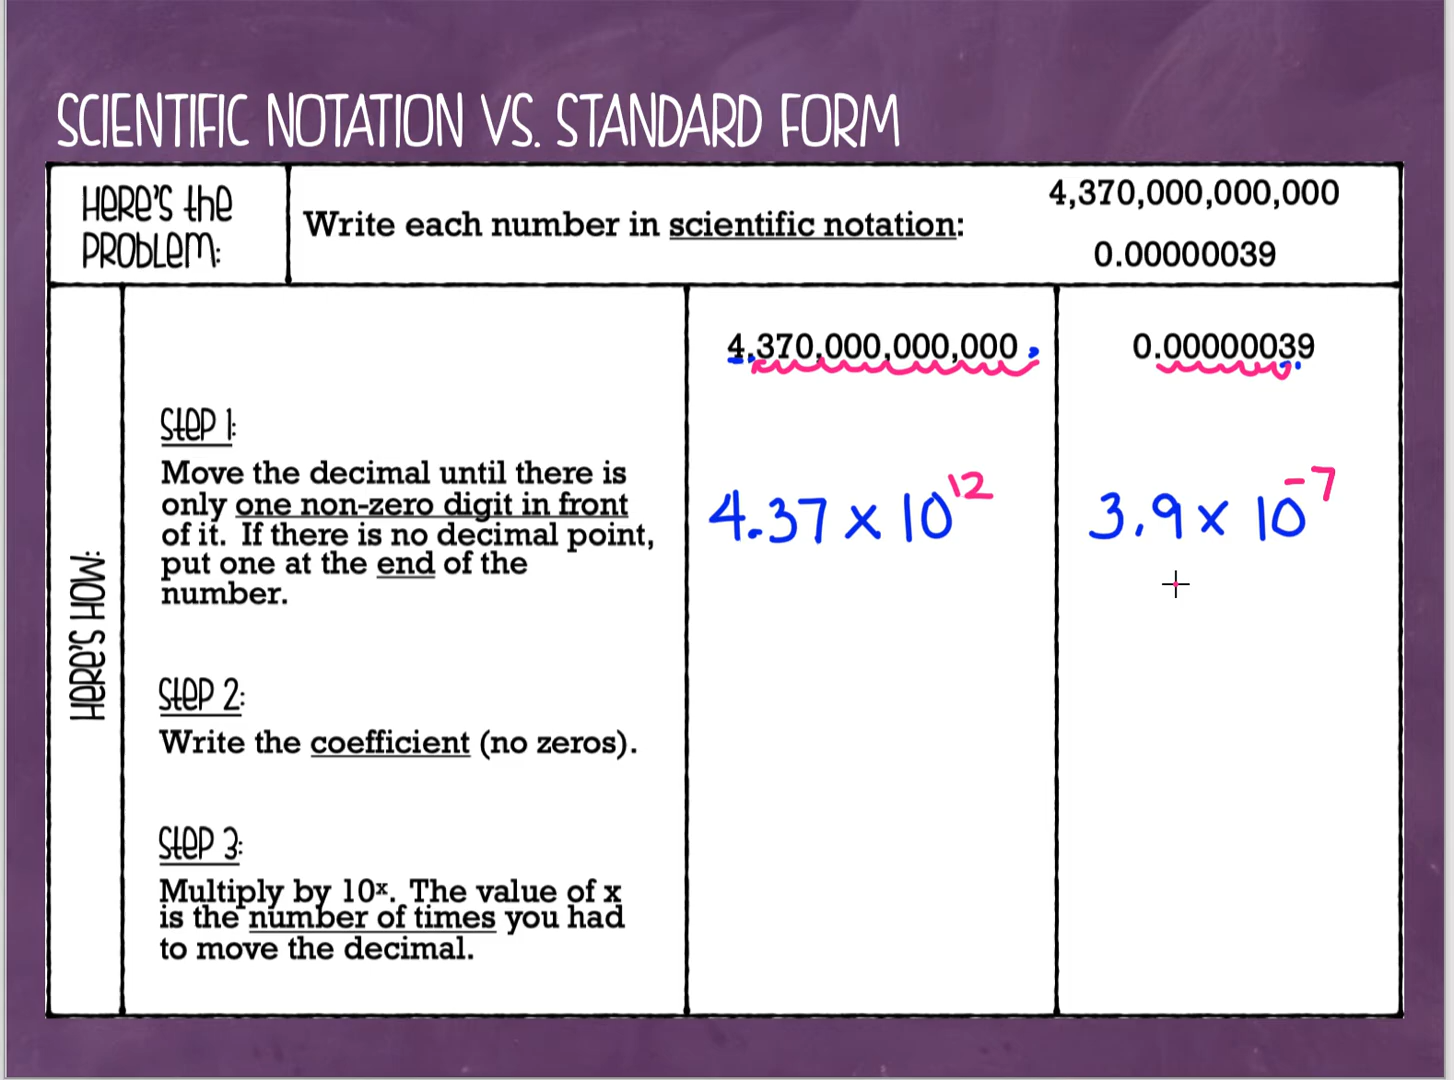 SCIENTIFIC NOTATION VS. STANDARD FORM
HERE'S the
PROBLEM:
Write each number in scientific notation:
4,370,000,000,000
0.00000039
HERE'S HOW:
Step 1:
Move the decimal until there is
only one non-zero digit in front
of it. If there is no decimal point,
put one at the end of the
number.
Step 2:
Write the coefficient (no zeros).
Step 3:
Multiply by 10ˣ. The value of x
is the number of times you had
to move the decimal.
4,370,000,000,000
4.37 x 10¹²
0.00000039
3.9 x 10⁻⁷